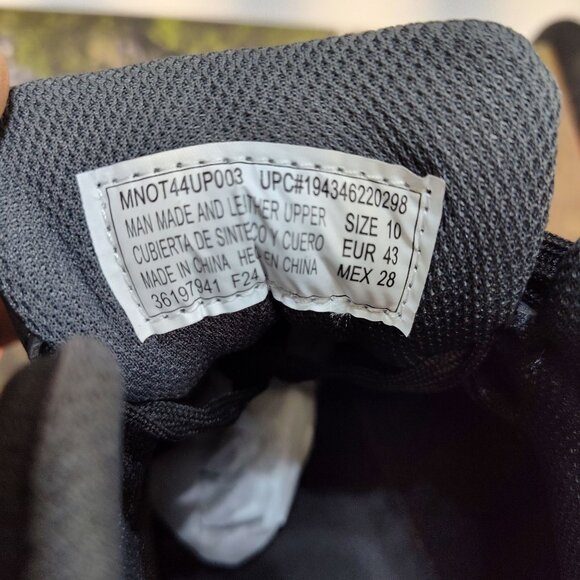 MNOT44UP003 UPC#194346220298
MAN MADE AND LEATHER UPPER SIZE 10
CUBIERTA DE SINTECO Y CUERO EUR 43
MADE IN CHINA HE EN CHINA MEX 28
36197941 F24